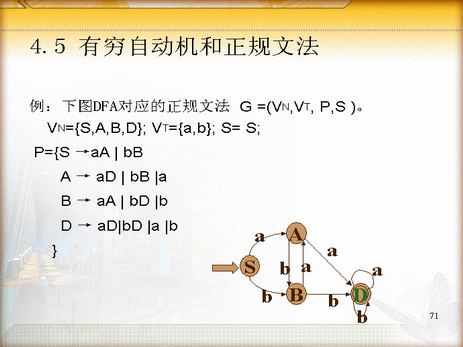 4.5 有穷自动机和正规文法
例：下图DFA对应的正规文法 G =(VN,VT, P,S )。
VN={S,A,B,D}; VT={a,b}; S= S;
P={S →aA | bB
A → aD | bB |a
B → aA | bD |b
D → aD|bD |a |b
}
a
A
a
S
b
a
D
a
b
B
b
b
71